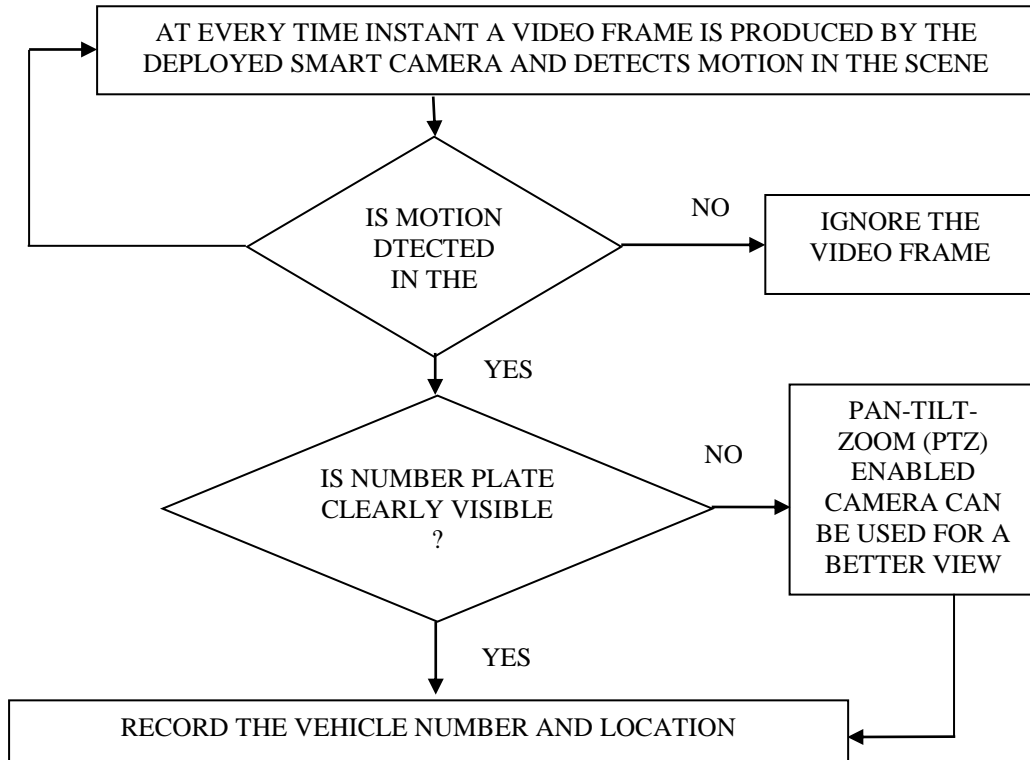 AT EVERY TIME INSTANT A VIDEO FRAME IS PRODUCED BY THE
DEPLOYED SMART CAMERA AND DETECTS MOTION IN THE SCENE
IS MOTION
DTECTED
IN THE
NO
IGNORE THE
VIDEO FRAME
YES
IS NUMBER PLATE
CLEARLY VISIBLE
?
NO
PAN-TILT-
ZOOM (PTZ)
ENABLED
CAMERA CAN
BE USED FOR A
BETTER VIEW
YES
RECORD THE VEHICLE NUMBER AND LOCATION